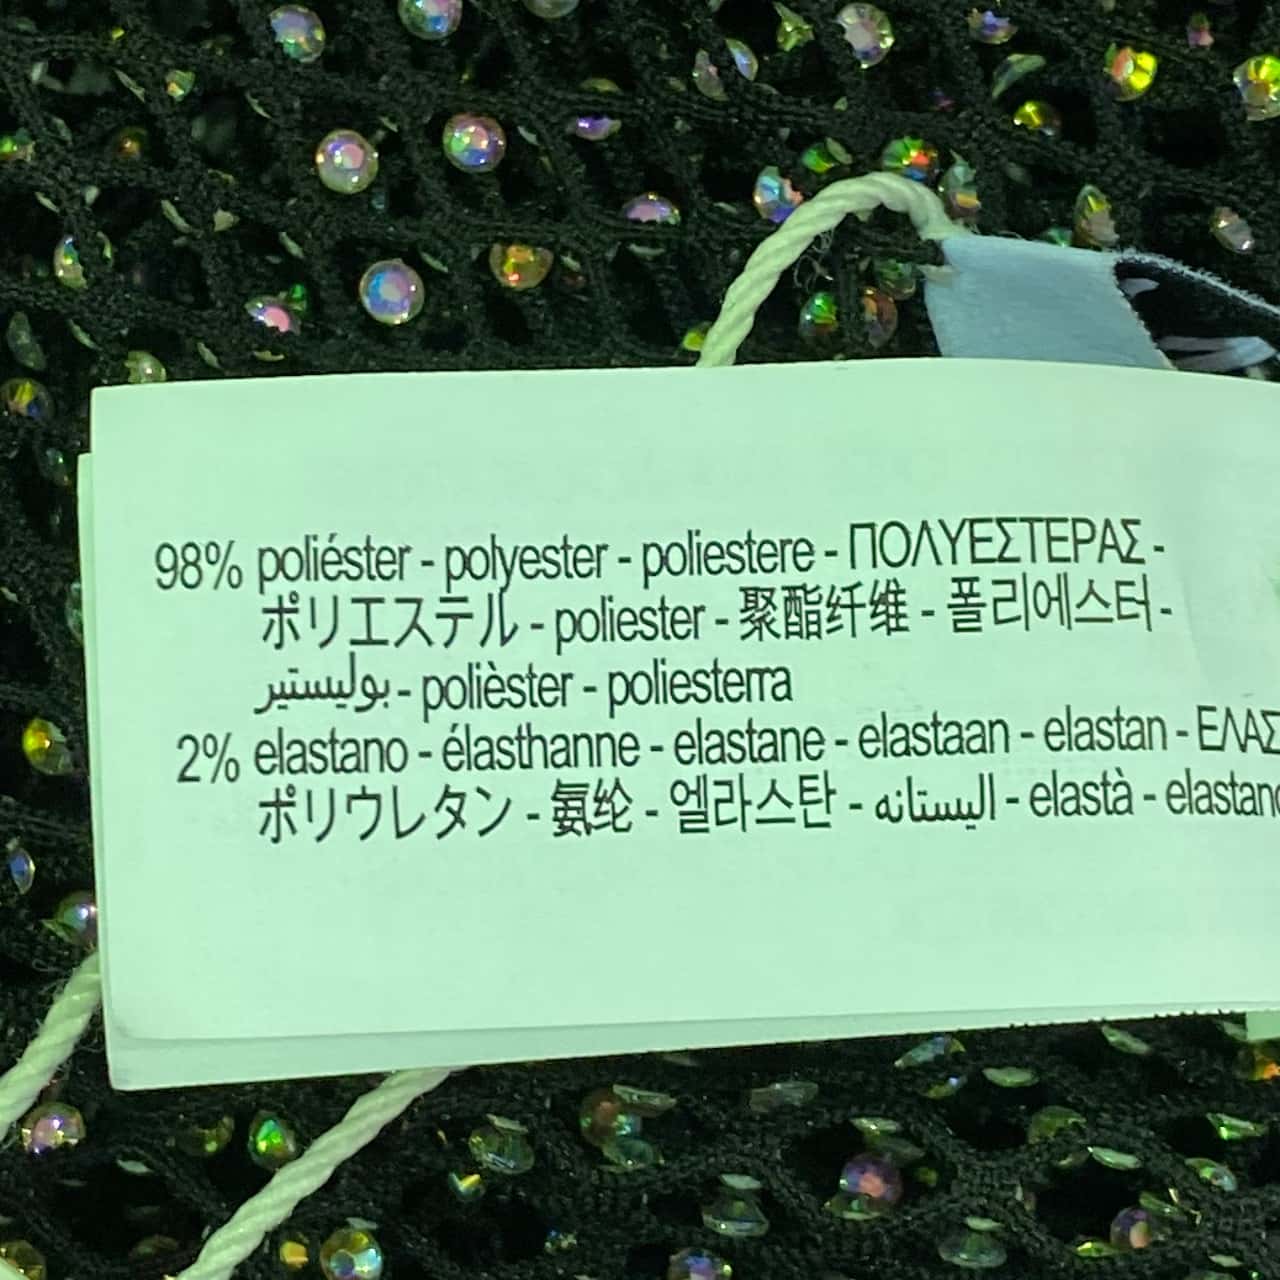 98% poliéster - polyester - poliestere - ΠΟΛΥΕΣΤΕΡΑΣ -
ポリエステル - poliester - 聚酯纤维 - 폴리에스터 -
بوليستير - polièster - poliesterra
2% elastano - élasthanne - elastane - elastaan - elastan - ΕΛΑΣ
ポリウレタン - 氨纶 - 엘라스탄 - اليستانه - elastà - elastano